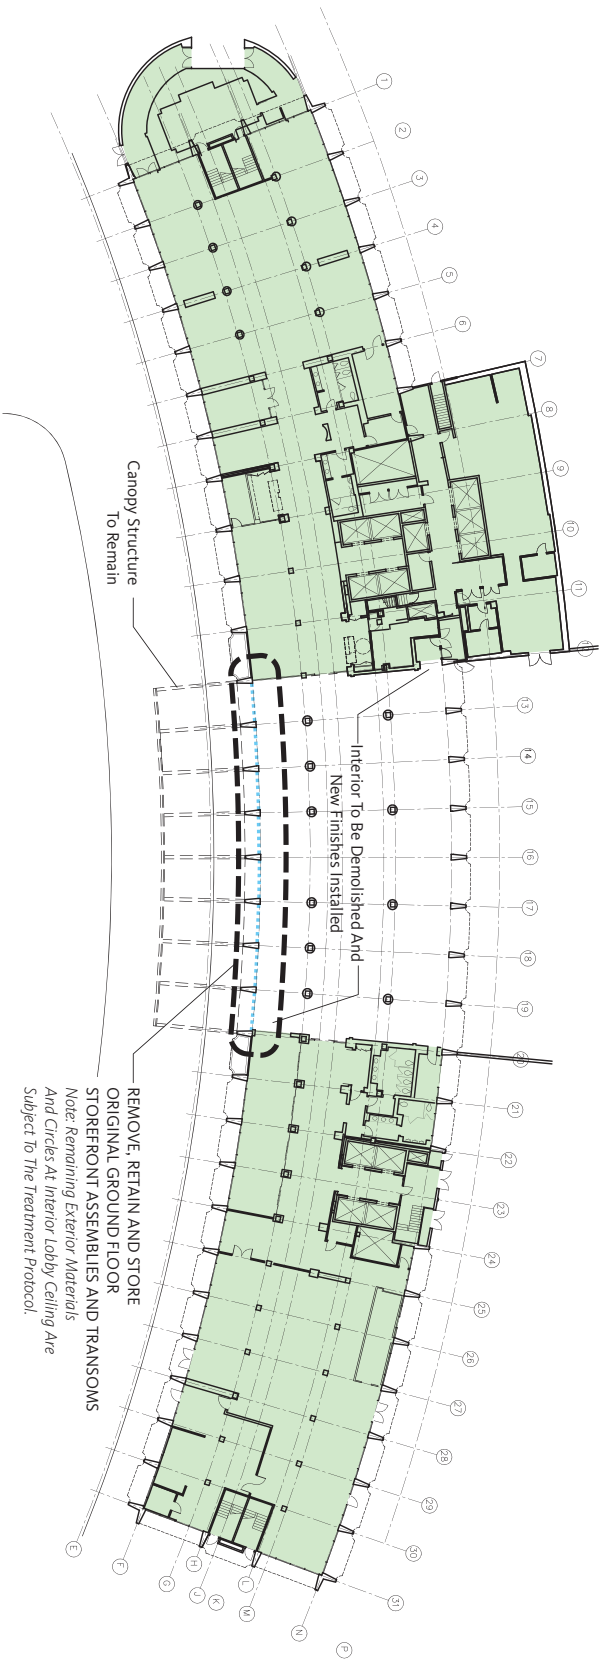 1
2
3
4
5
6
7
8
9
10
11
12
13
14
15
16
17
18
19
20
21
22
23
24
25
26
27
28
29
30
31
Canopy Structure
To Remain
Interior To Be Demolished And
New Finishes Installed
REMOVE, RETAIN AND STORE
ORIGINAL GROUND FLOOR
STOREFRONT ASSEMBLIES AND TRANSOMS
Note: Remaining Exterior Materials
And Circles At Interior Lobby Ceiling Are
Subject To The Treatment Protocol.
E
F
G
H
J
K
L
M
N
P